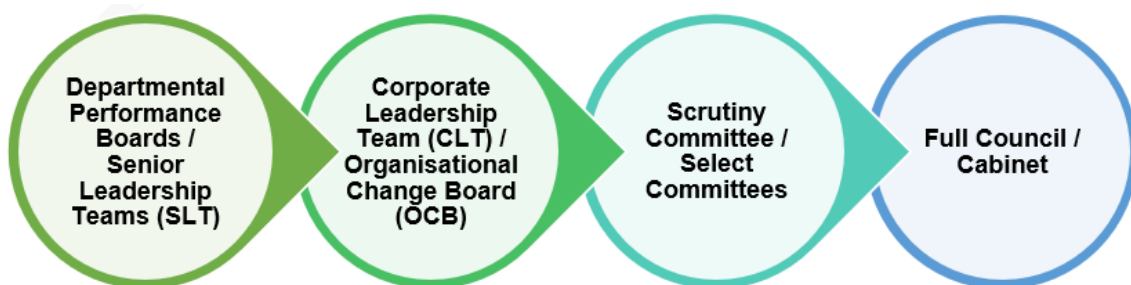 Departmental
Performance
Boards /
Senior
Leadership
Teams (SLT)
Corporate
Leadership
Team (CLT) /
Organisational
Change Board
(OCB)
Scrutiny
Committee /
Select
Committees
Full Council /
Cabinet